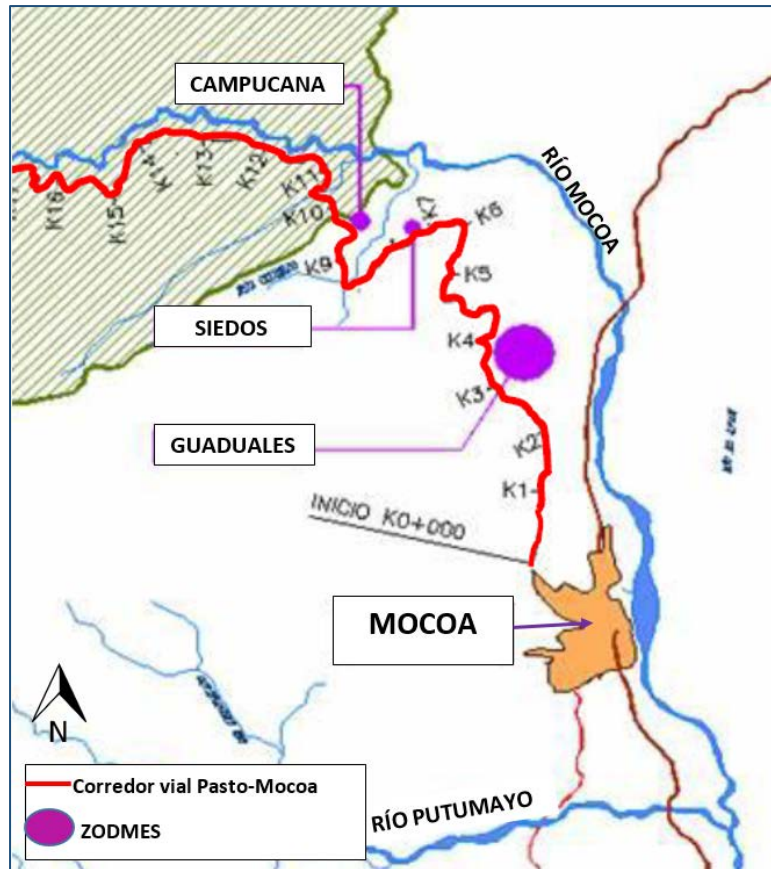 CAMPUCANA
RÍO MOCOA
K14
K13
K12
K11
K16
K15
K10
K7
K6
K9
K5
SIEDOS
K4
K3
GUADUALES
K2
K1
INICIO K0+000
MOCOA
N
Corredor vial Pasto-Mocoa
RÍO PUTUMAYO
ZODMES